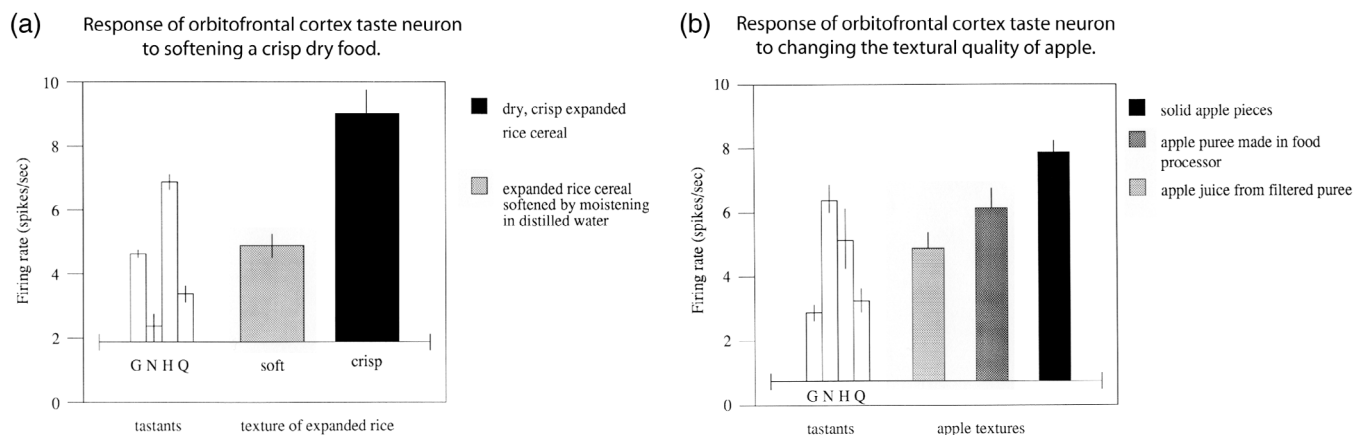 (a)
Response of orbitofrontal cortex taste neuron
to softening a crisp dry food.
10
8
6
4
2
0
Firing rate (spikes/sec)
G N H Q
soft
crisp
tastants
texture of expanded rice
dry, crisp expanded
rice cereal
expanded rice cereal
softened by moistening
in distilled water
(b)
Response of orbitofrontal cortex taste neuron
to changing the textural quality of apple.
10
8
6
4
2
0
Firing rate (spikes/sec)
G N H Q
tastants
apple textures
solid apple pieces
apple puree made in food
processor
apple juice from filtered puree